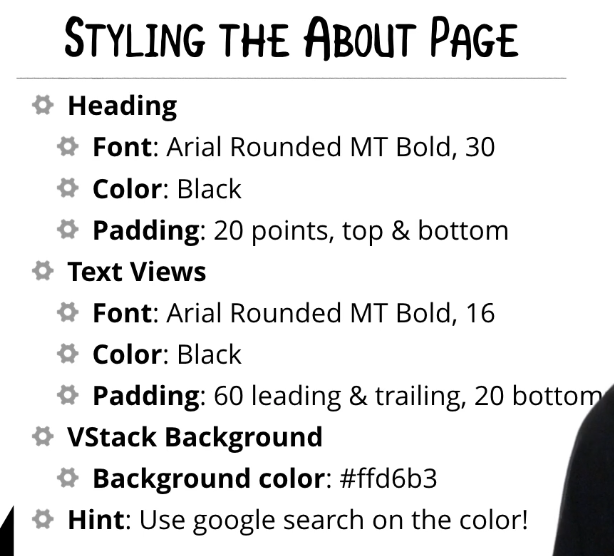 STYLING THE ABOUT PAGE
Heading
Font: Arial Rounded MT Bold, 30
Color: Black
Padding: 20 points, top & bottom
Text Views
Font: Arial Rounded MT Bold, 16
Color: Black
Padding: 60 leading & trailing, 20 bottom
VStack Background
Background color: #ffd6b3
Hint: Use google search on the color!